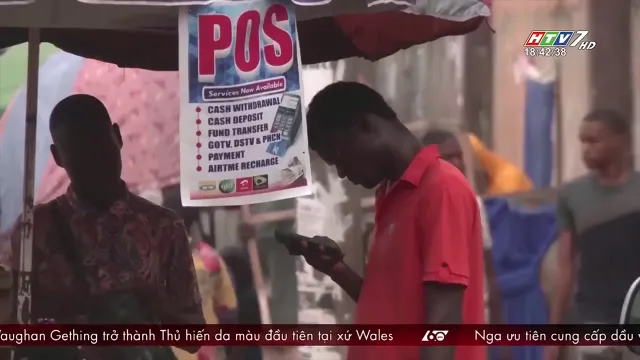 HTV7 HD
18:42:38
POS
Services Now Available
CASH WITHDRAWAL
CASH DEPOSIT
FUND TRANSFER
GOTV, DSTV & PHCN
PAYMENT
AIRTME RECHARGE
Vaughan Gething trở thành Thủ hiến da màu đầu tiên tại xứ Wales
60
Nga ưu tiên cung cấp dầu